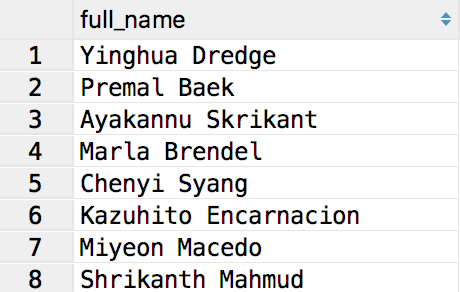 full_name
1 Yinghua Dredge
2 Premal Baek
3 Ayakannu Skrikant
4 Marla Brendel
5 Chenyi Syang
6 Kazuhito Encarnacion
7 Miyeon Macedo
8 Shrikanth Mahmud